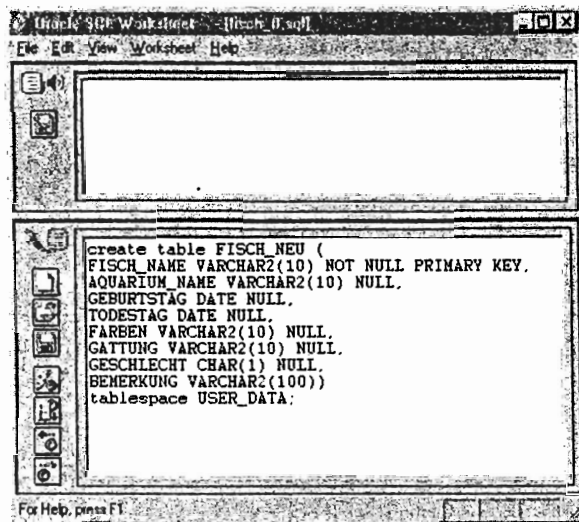 Oracle SQL Worksheet - [fisch_0.sql]
File Edit View Worksheet Help
create table FISCH_NEU (
FISCH_NAME VARCHAR2(10) NOT NULL PRIMARY KEY,
AQUARIUM_NAME VARCHAR2(10) NULL,
GEBURTSTAG DATE NULL,
TODESTAG DATE NULL,
FARBEN VARCHAR2(10) NULL,
GATTUNG VARCHAR2(10) NULL,
GESCHLECHT CHAR(1) NULL,
BEMERKUNG VARCHAR2(100))
tablespace USER_DATA;
For Help, press F1